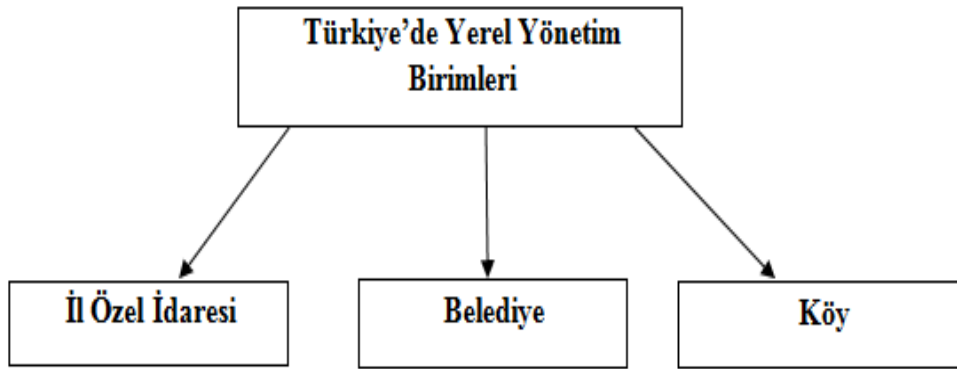 Türkiye’de Yerel Yönetim
Birimleri
İl Özel İdaresi
Belediye
Köy